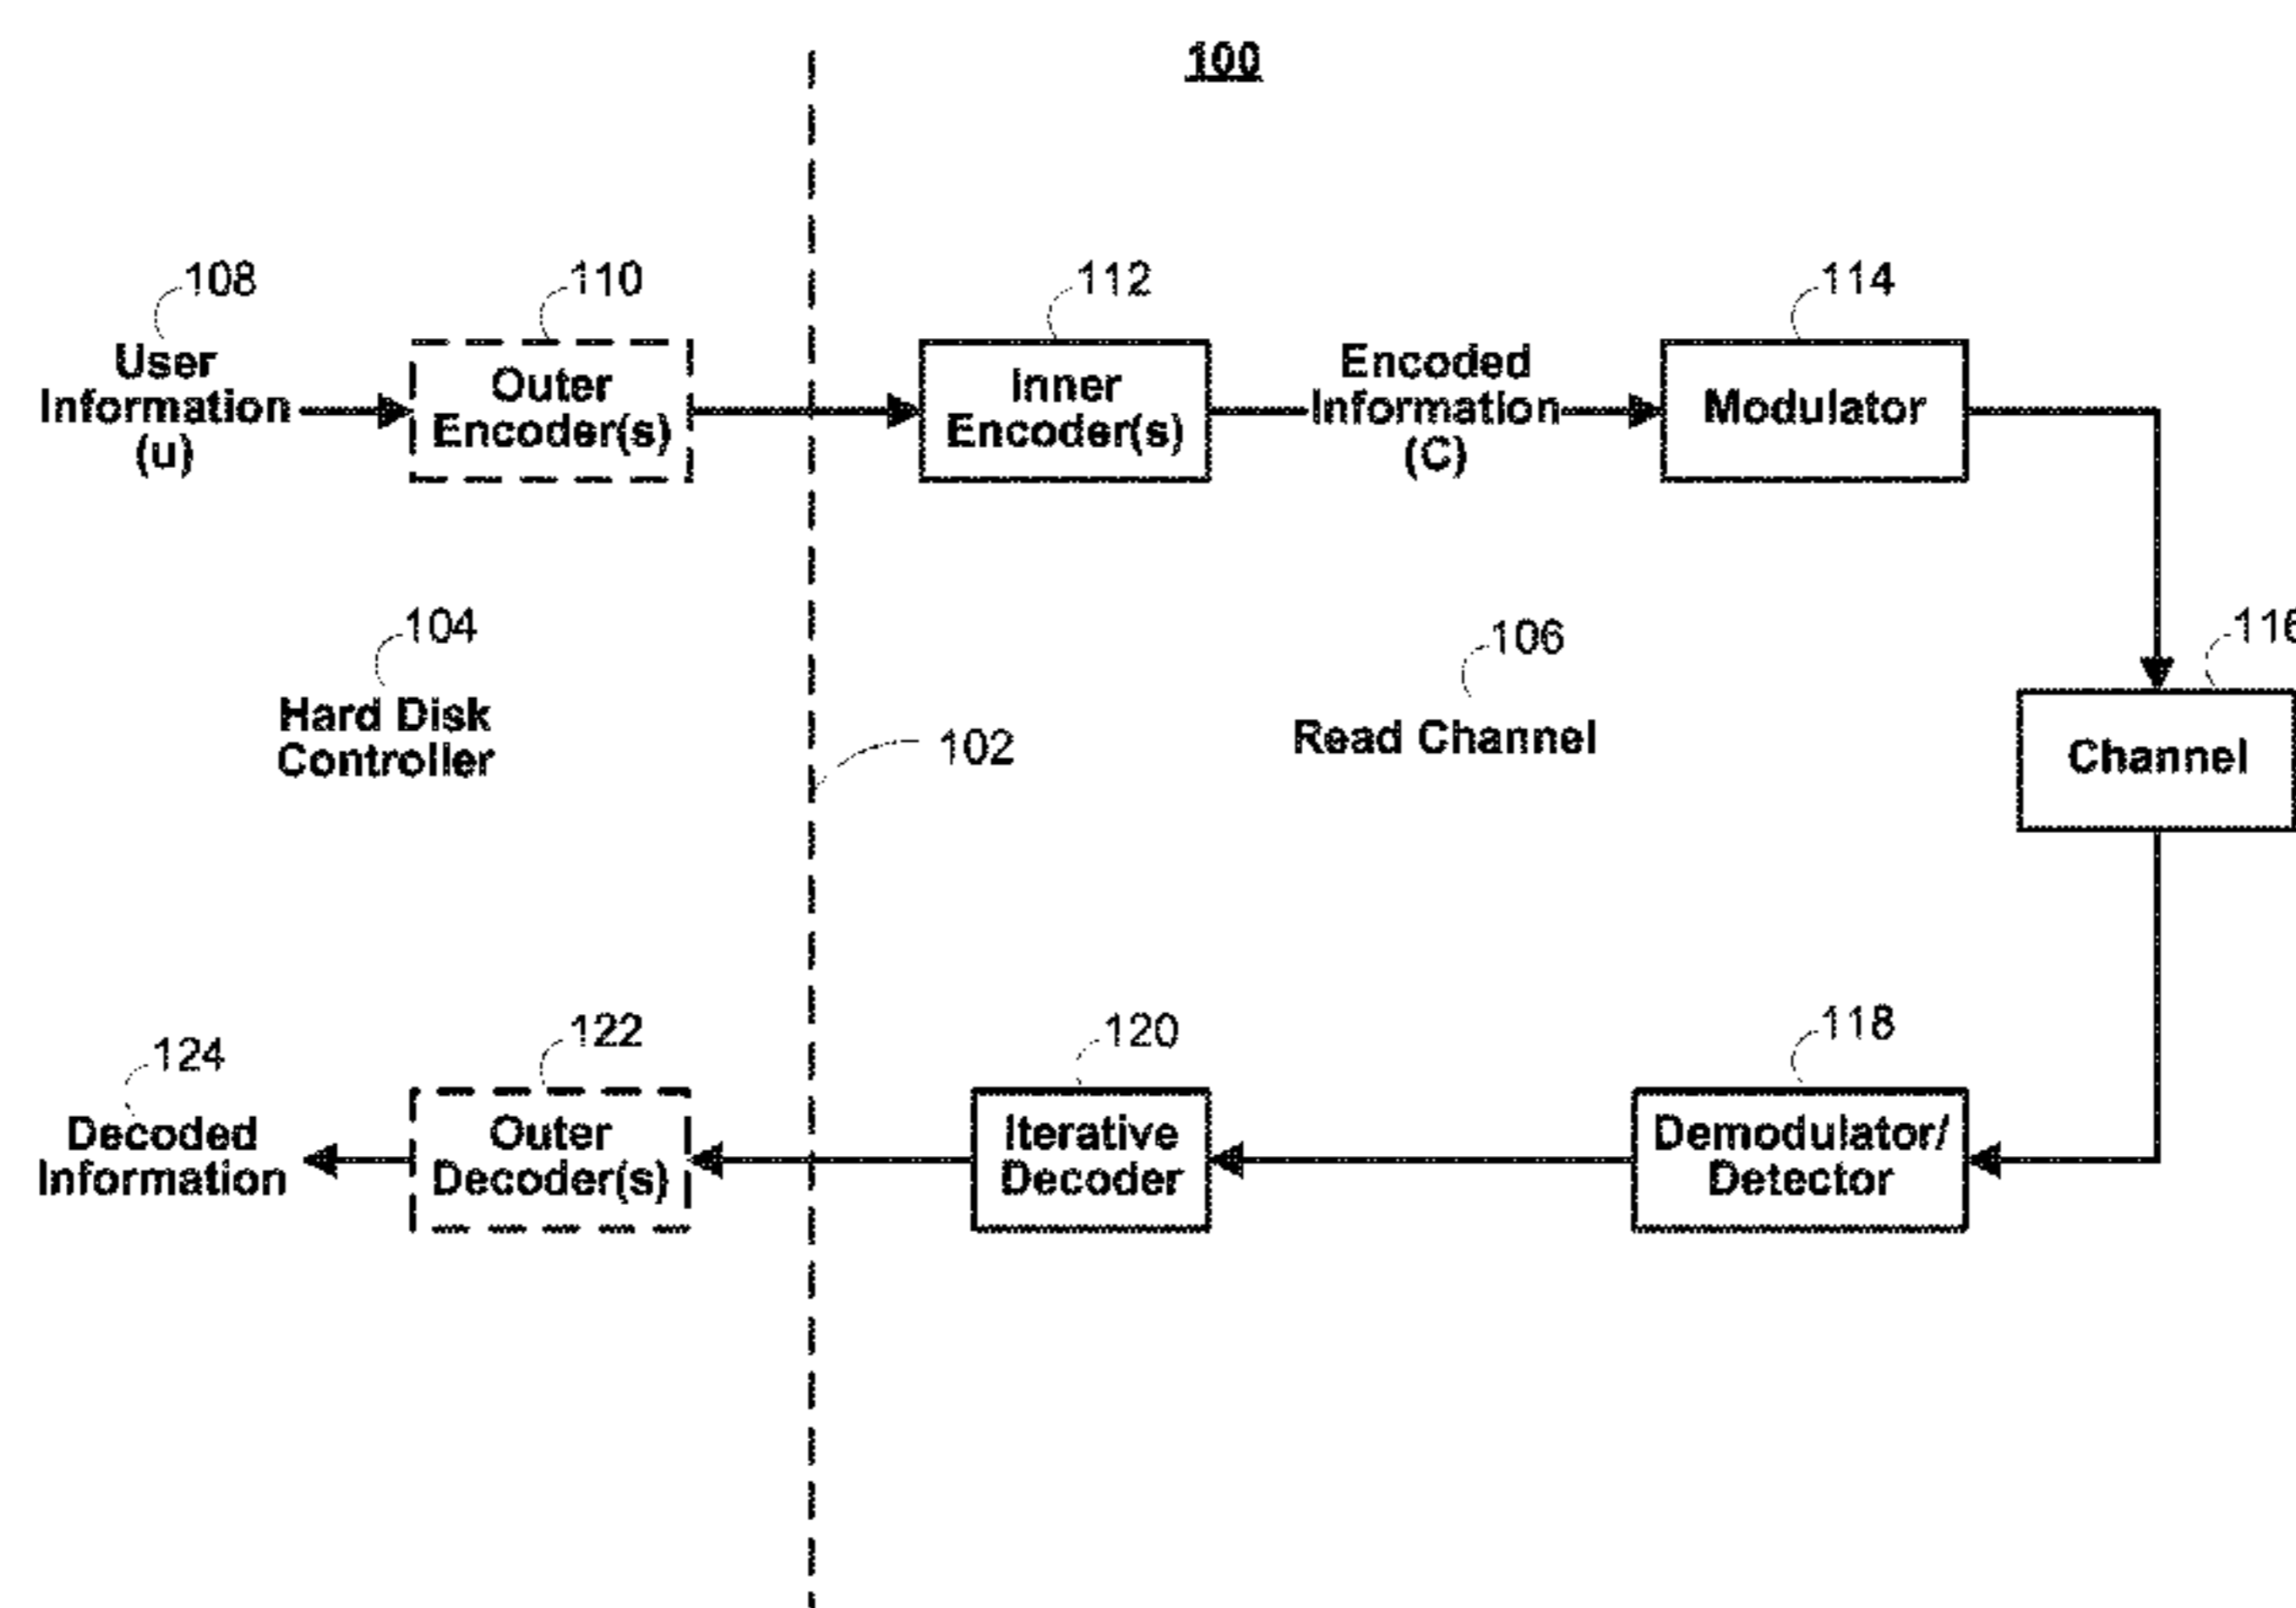 100
108
110
112
114
User
Information
(u)
Outer
Encoder(s)
Inner
Encoder(s)
Encoded
Information
(C)
Modulator
104
Hard Disk
Controller
102
106
Read Channel
116
Channel
124
Decoded
Information
122
Outer
Decoder(s)
120
Iterative
Decoder
118
Demodulator/
Detector